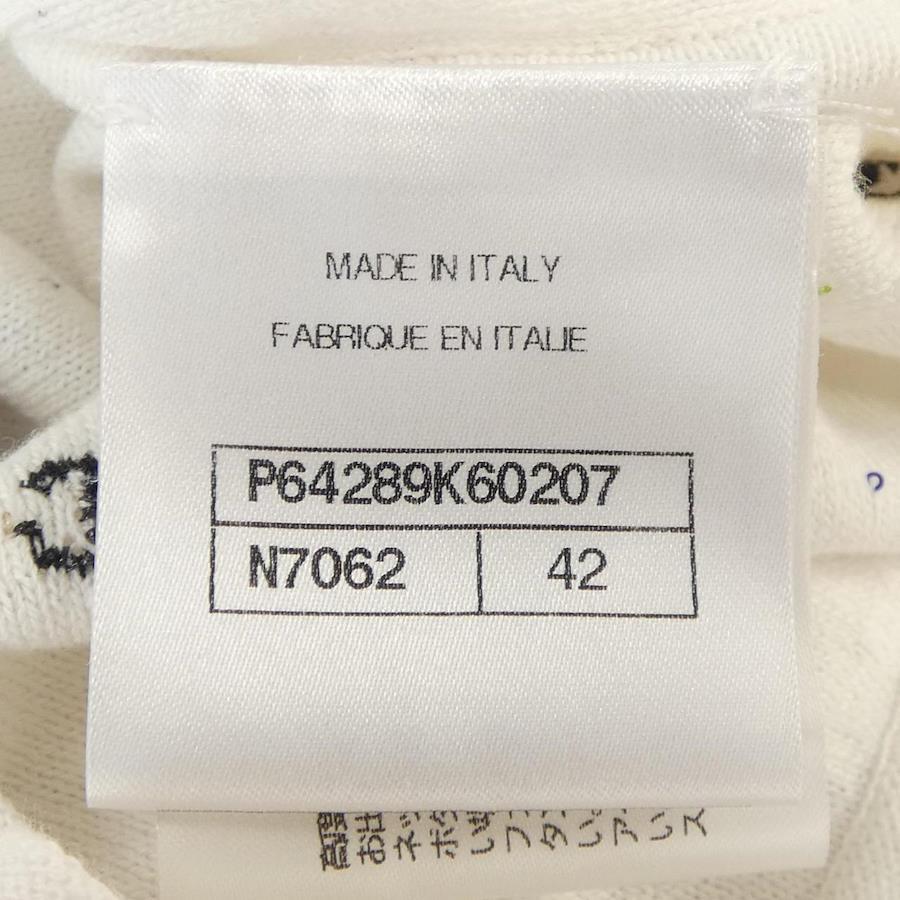 MADE IN ITALY
FABRIQUE EN ITALIE
P64289K60207
N7062 42